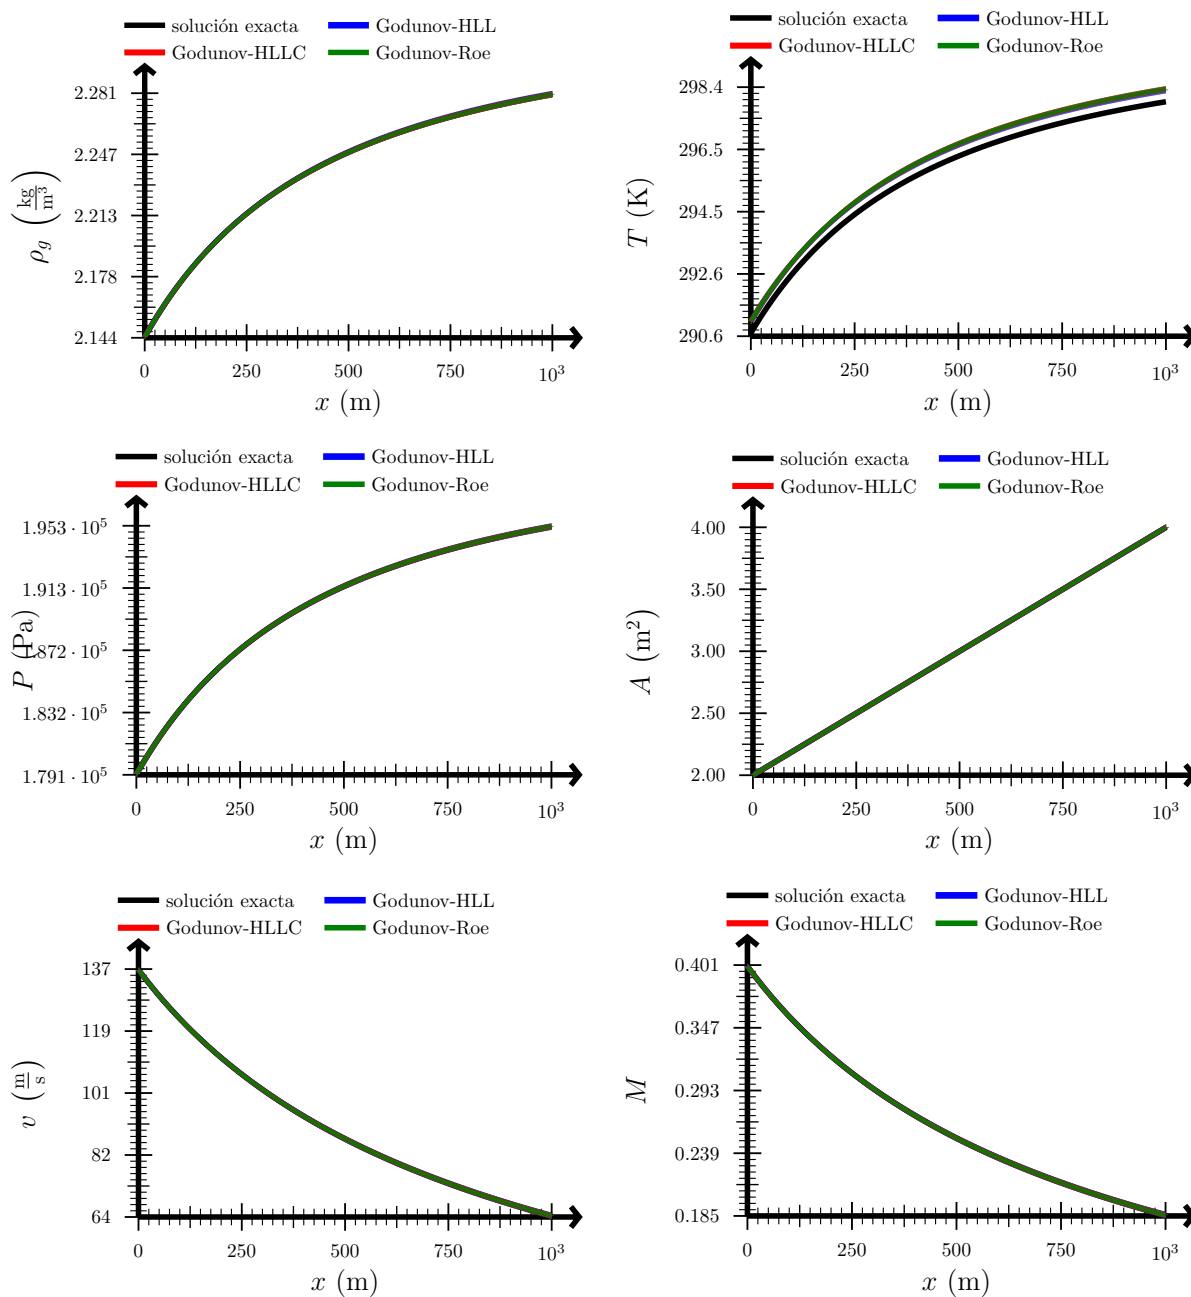 solución exacta Godunov-HLL
Godunov-HLLC Godunov-Roe
2.281
2.247
2.213
2.178
2.144
ρg (kg/m³)
0 250 500 750 10³
x (m)
solución exacta Godunov-HLL
Godunov-HLLC Godunov-Roe
298.4
296.5
294.5
292.6
290.6
T (K)
0 250 500 750 10³
x (m)
solución exacta Godunov-HLL
Godunov-HLLC Godunov-Roe
1.953 · 10⁵
1.913 · 10⁵
1.872 · 10⁵
1.832 · 10⁵
1.791 · 10⁵
P (Pa)
0 250 500 750 10³
x (m)
solución exacta Godunov-HLL
Godunov-HLLC Godunov-Roe
4.00
3.50
3.00
2.50
2.00
A (m²)
0 250 500 750 10³
x (m)
solución exacta Godunov-HLL
Godunov-HLLC Godunov-Roe
137
119
101
82
64
v (m/s)
0 250 500 750 10³
x (m)
solución exacta Godunov-HLL
Godunov-HLLC Godunov-Roe
0.401
0.347
0.293
0.239
0.185
M
0 250 500 750 10³
x (m)